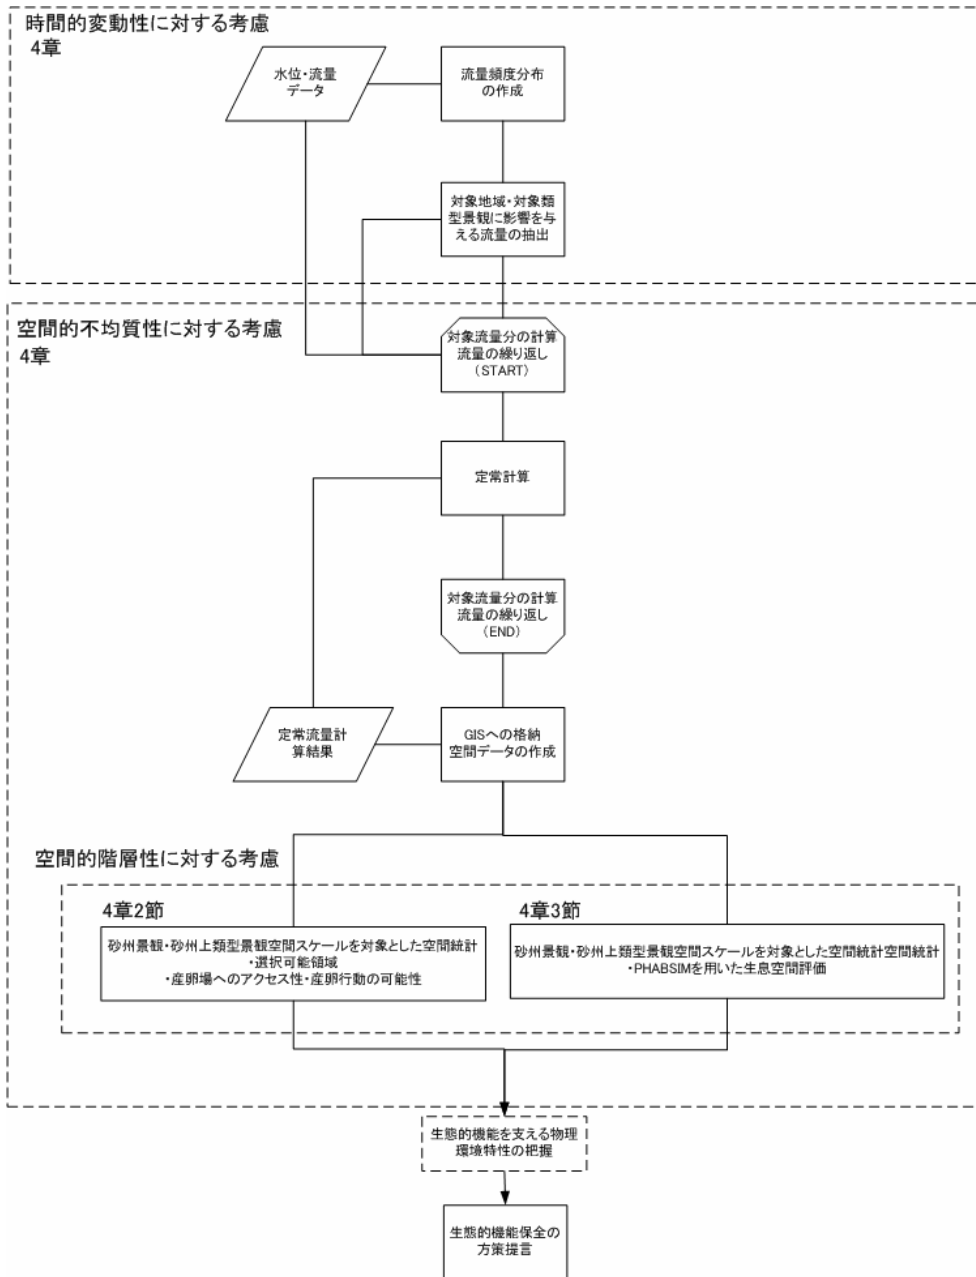 時間的変動性に対する考慮
4章
水位・流量
データ
流量頻度分布
の作成
対象地域・対象類
型景観に影響を与
える流量の抽出
空間的不均質性に対する考慮
4章
対象流量分の計算
流量の繰り返し
(START)
定常計算
対象流量分の計算
流量の繰り返し
(END)
定常流量計
算結果
GISへの格納
空間データの作成
空間的階層性に対する考慮
4章2節
砂州景観・砂州上類型景観空間スケールを対象とした空間統計
・選択可能領域
・産卵場へのアクセス性・産卵行動の可能性
4章3節
砂州景観・砂州上類型景観空間スケールを対象とした空間統計空間統計
・PHABSIMを用いた生息空間評価
生態的機能を支える物理
環境特性の把握
生態的機能保全の
方策提言